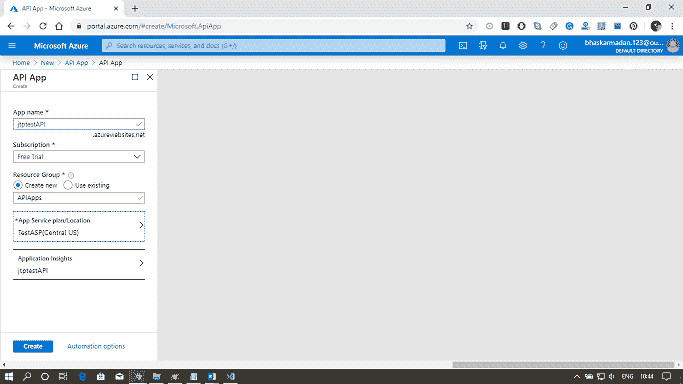 API App - Microsoft Azure
portal.azure.com/#create/Microsoft.ApiApp
Microsoft Azure
Search resources, services, and docs (G+/)
bhaskarmadan.123@ou...
DEFAULT DIRECTORY
Home > New > API App > API App
API App
Create
App name *
jtptestAPI
.azurewebsites.net
Subscription *
Free Trial
Resource Group *
Create new
Use existing
APIApps
*App Service plan/Location
TestASP(Central US)
Application Insights
jtptestAPI
Create
Automation options
ENG
10:44